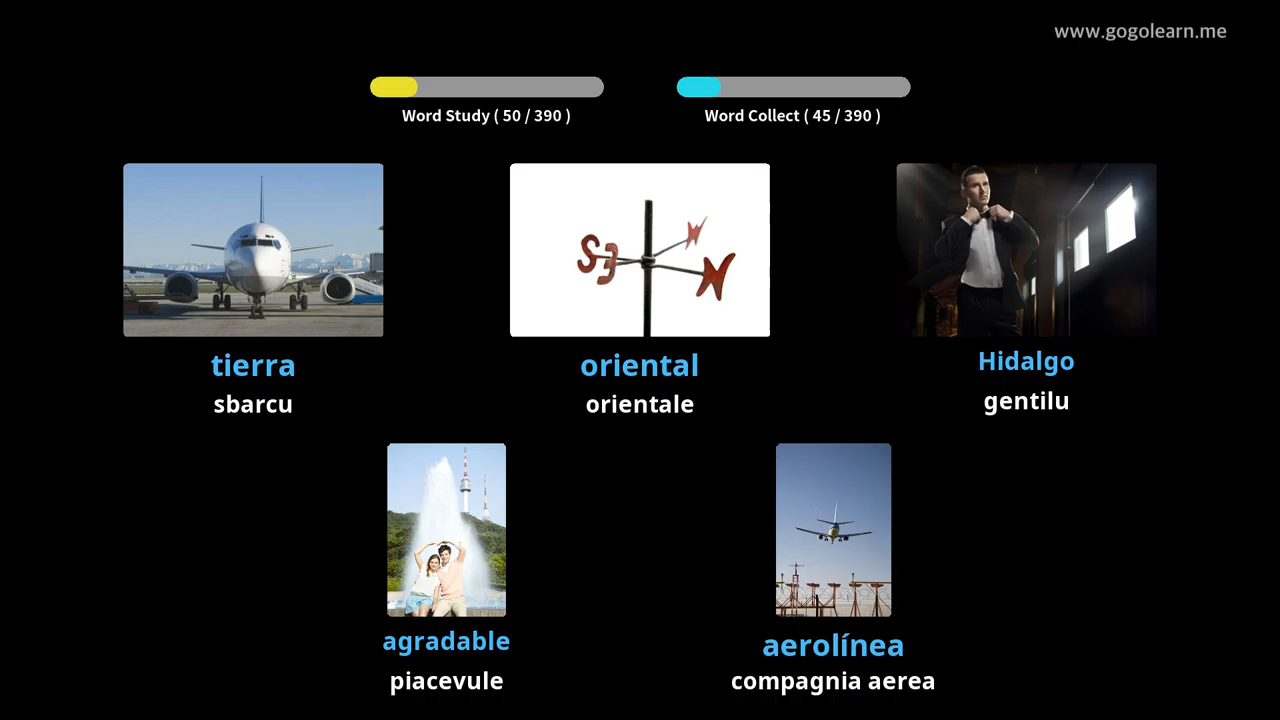 www.gogolearn.me
Word Study ( 50 / 390 )
Word Collect ( 45 / 390 )
S
E
W
N
tierra
sbarcu
oriental
orientale
Hidalgo
gentilu
agradable
piacevule
aerolínea
compagnia aerea